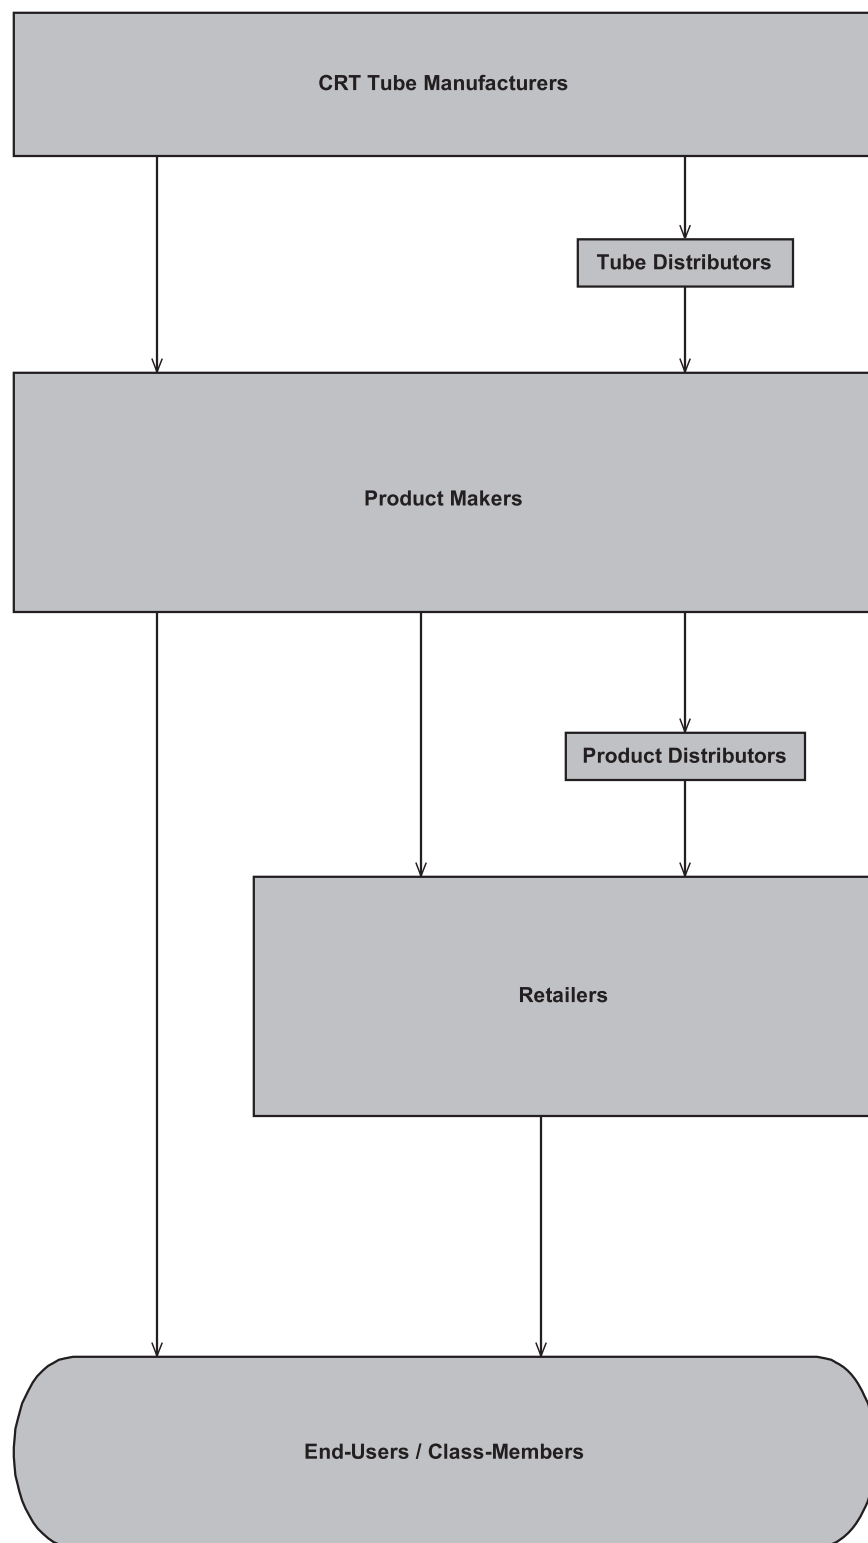 CRT Tube Manufacturers
Tube Distributors
Product Makers
Product Distributors
Retailers
End-Users / Class-Members